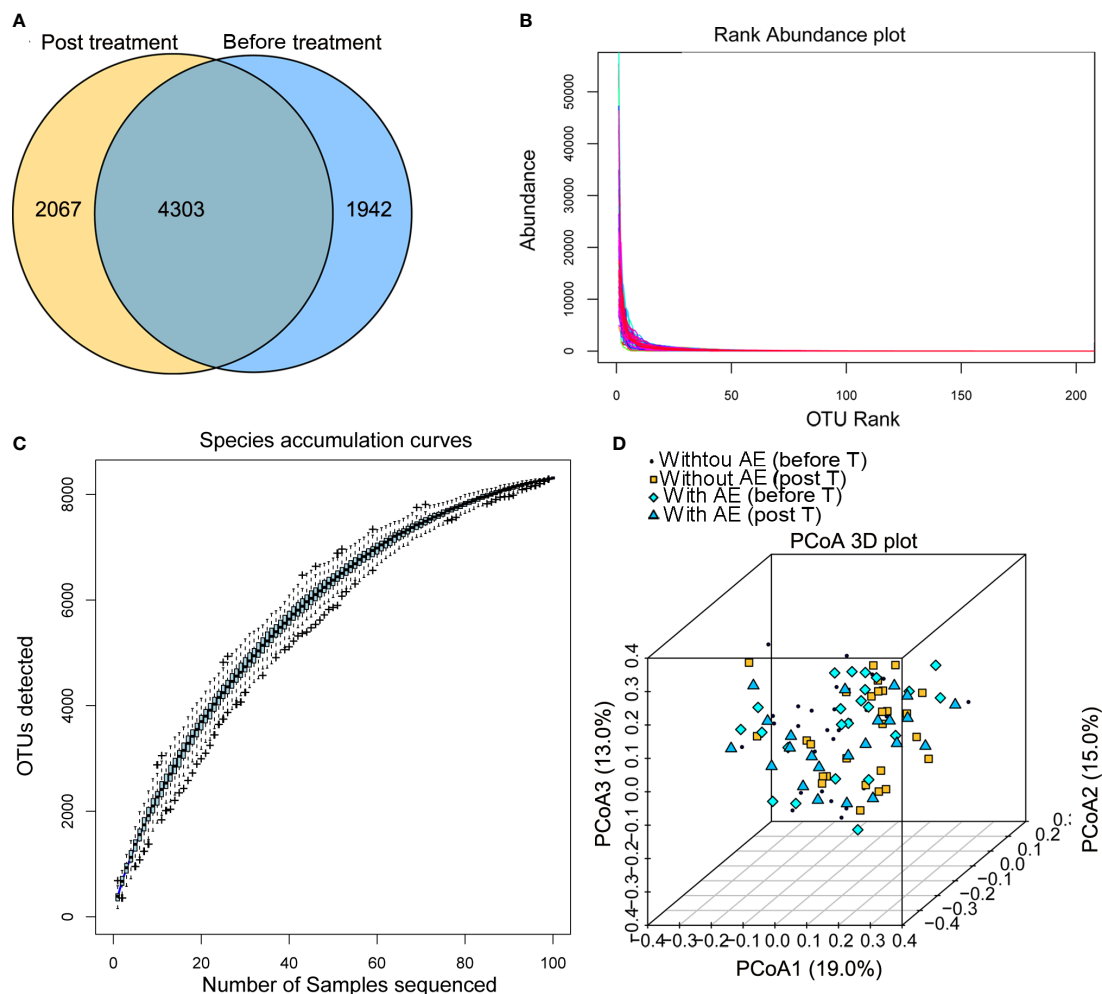 A
Post treatment
Before treatment
2067
4303
1942
B
Rank Abundance plot
Abundance
0
10000
20000
30000
40000
50000
0
50
100
150
200
OTU Rank
C
Species accumulation curves
OTUs detected
0
2000
4000
6000
8000
0
20
40
60
80
100
Number of Samples sequenced
D
Withtou AE (before T)
Without AE (post T)
With AE (before T)
With AE (post T)
PCoA 3D plot
PCoA3 (13.0%)
0.4
0.3
0.2
0.1
0.0
-0.1
-0.2
-0.3
-0.4
-0.4
-0.3
-0.2
-0.1
0.0
0.1
0.2
0.3
0.4
PCoA1 (19.0%)
-0.4
-0.3
-0.2
-0.1
0.0
0.1
0.2
PCoA2 (15.0%)